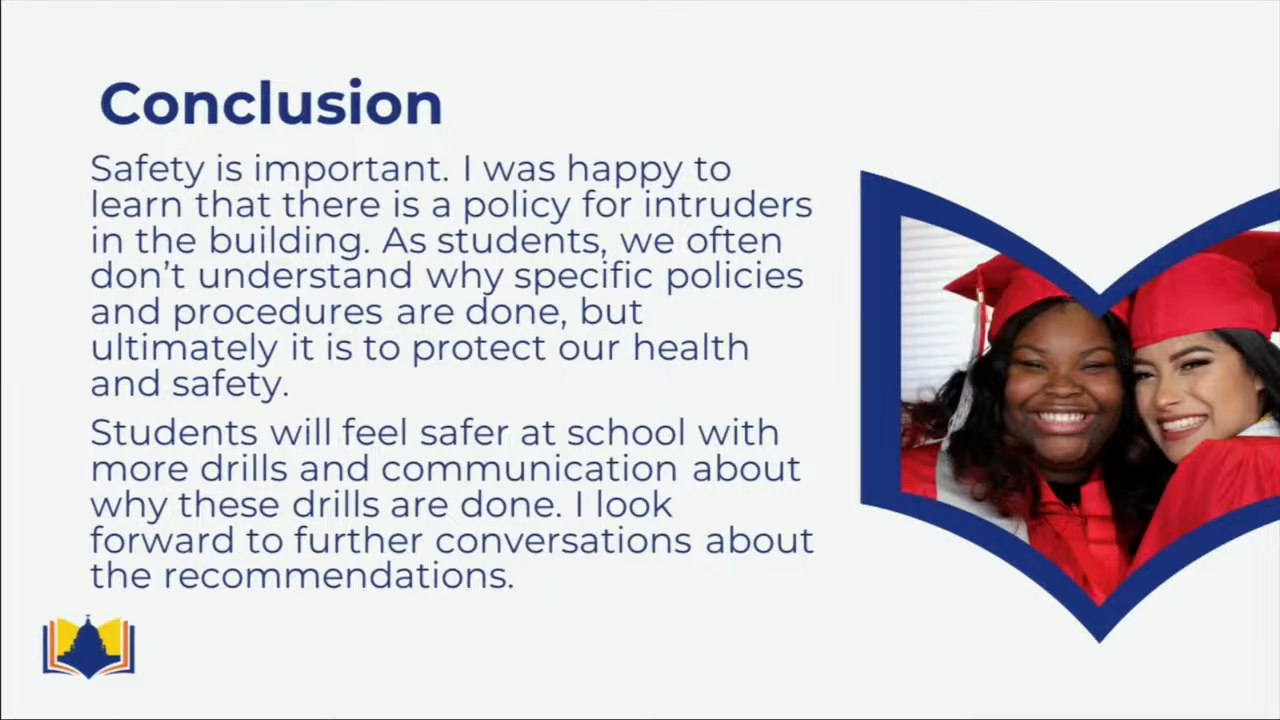 Conclusion
Safety is important. I was happy to
learn that there is a policy for intruders
in the building. As students, we often
don't understand why specific policies
and procedures are done, but
ultimately it is to protect our health
and safety.
Students will feel safer at school with
more drills and communication about
why these drills are done. I look
forward to further conversations about
the recommendations.